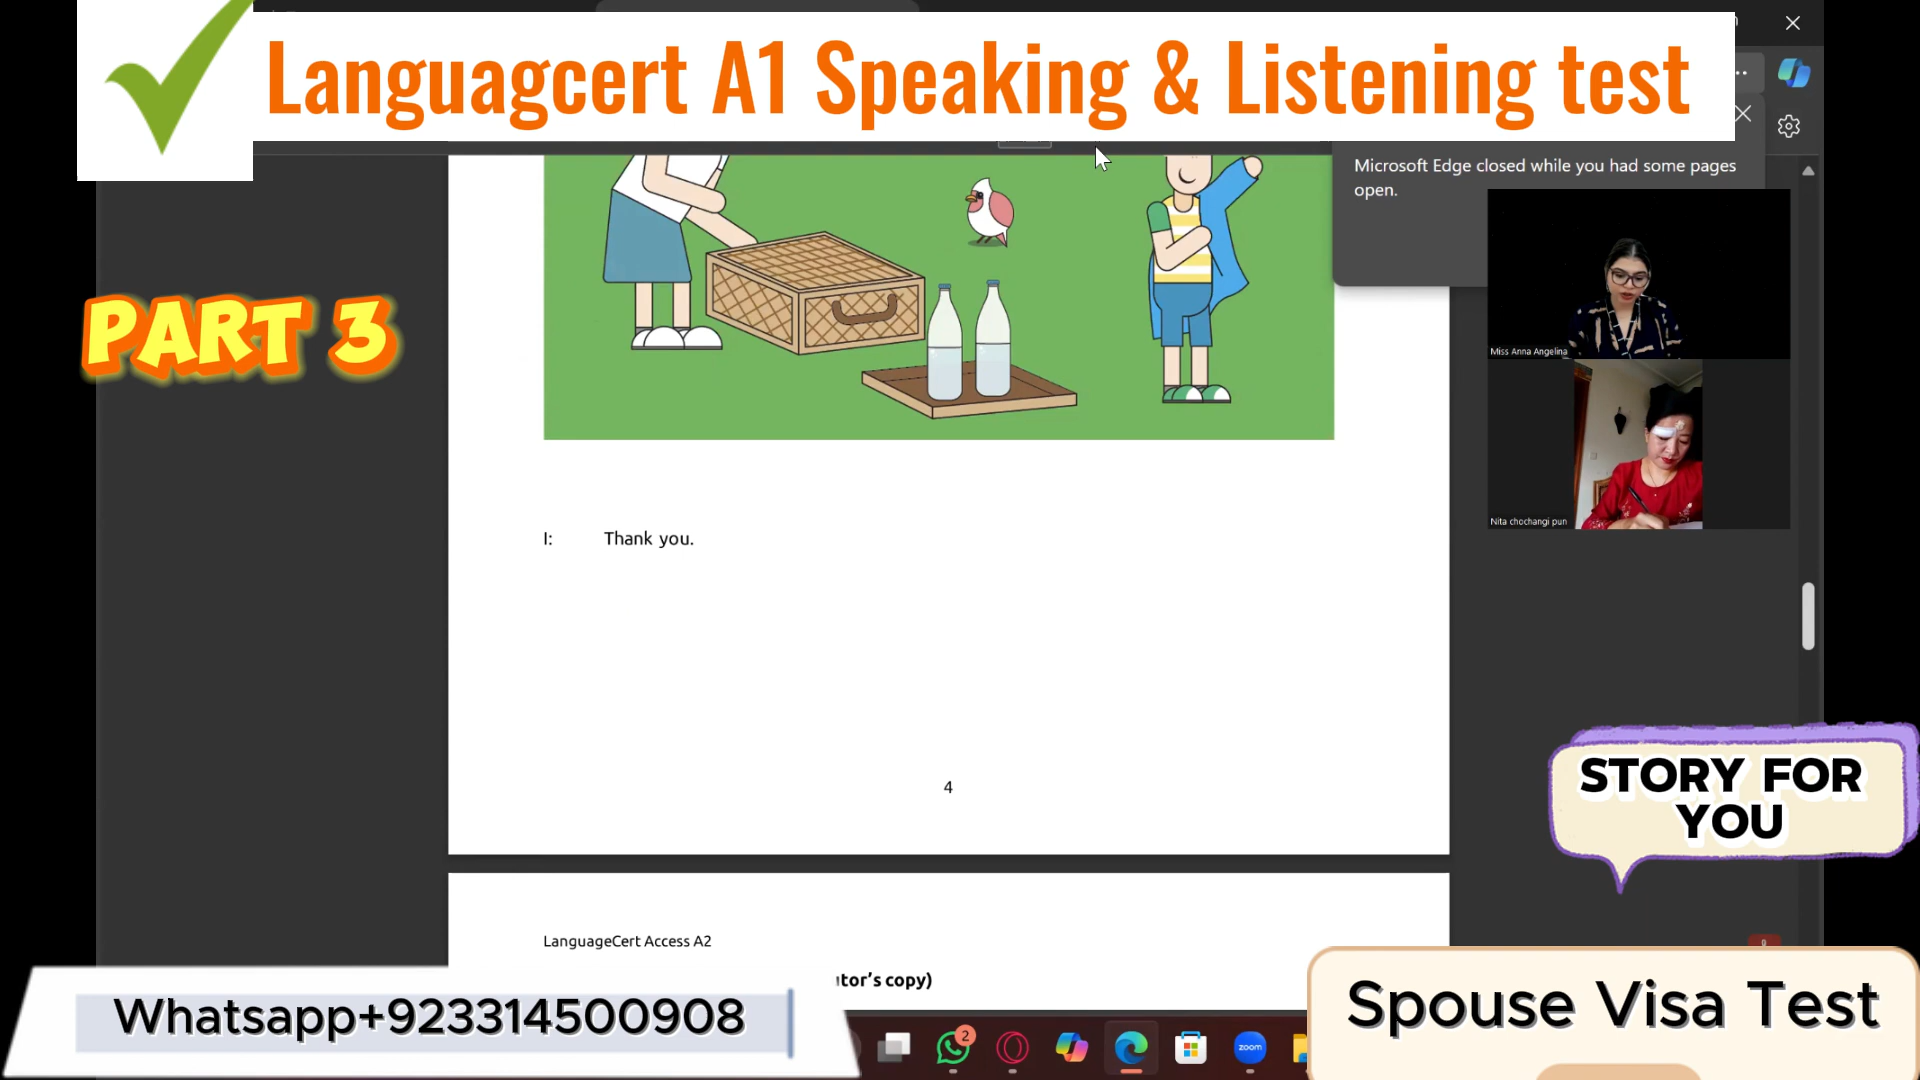 Languagcert A1 Speaking & Listening test
Microsoft Edge closed while you had some pages
open.
PART 3
Miss Anna Angelina
Nita chochangi pun
I: Thank you.
4
STORY FOR
YOU
LanguageCert Access A2
tor's copy)
Whatsapp+923314500908
Spouse Visa Test
2
zoom
9